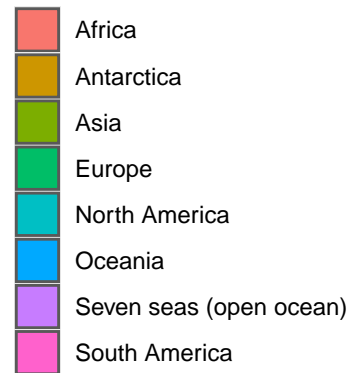 Africa
Antarctica
Asia
Europe
North America
Oceania
Seven seas (open ocean)
South America